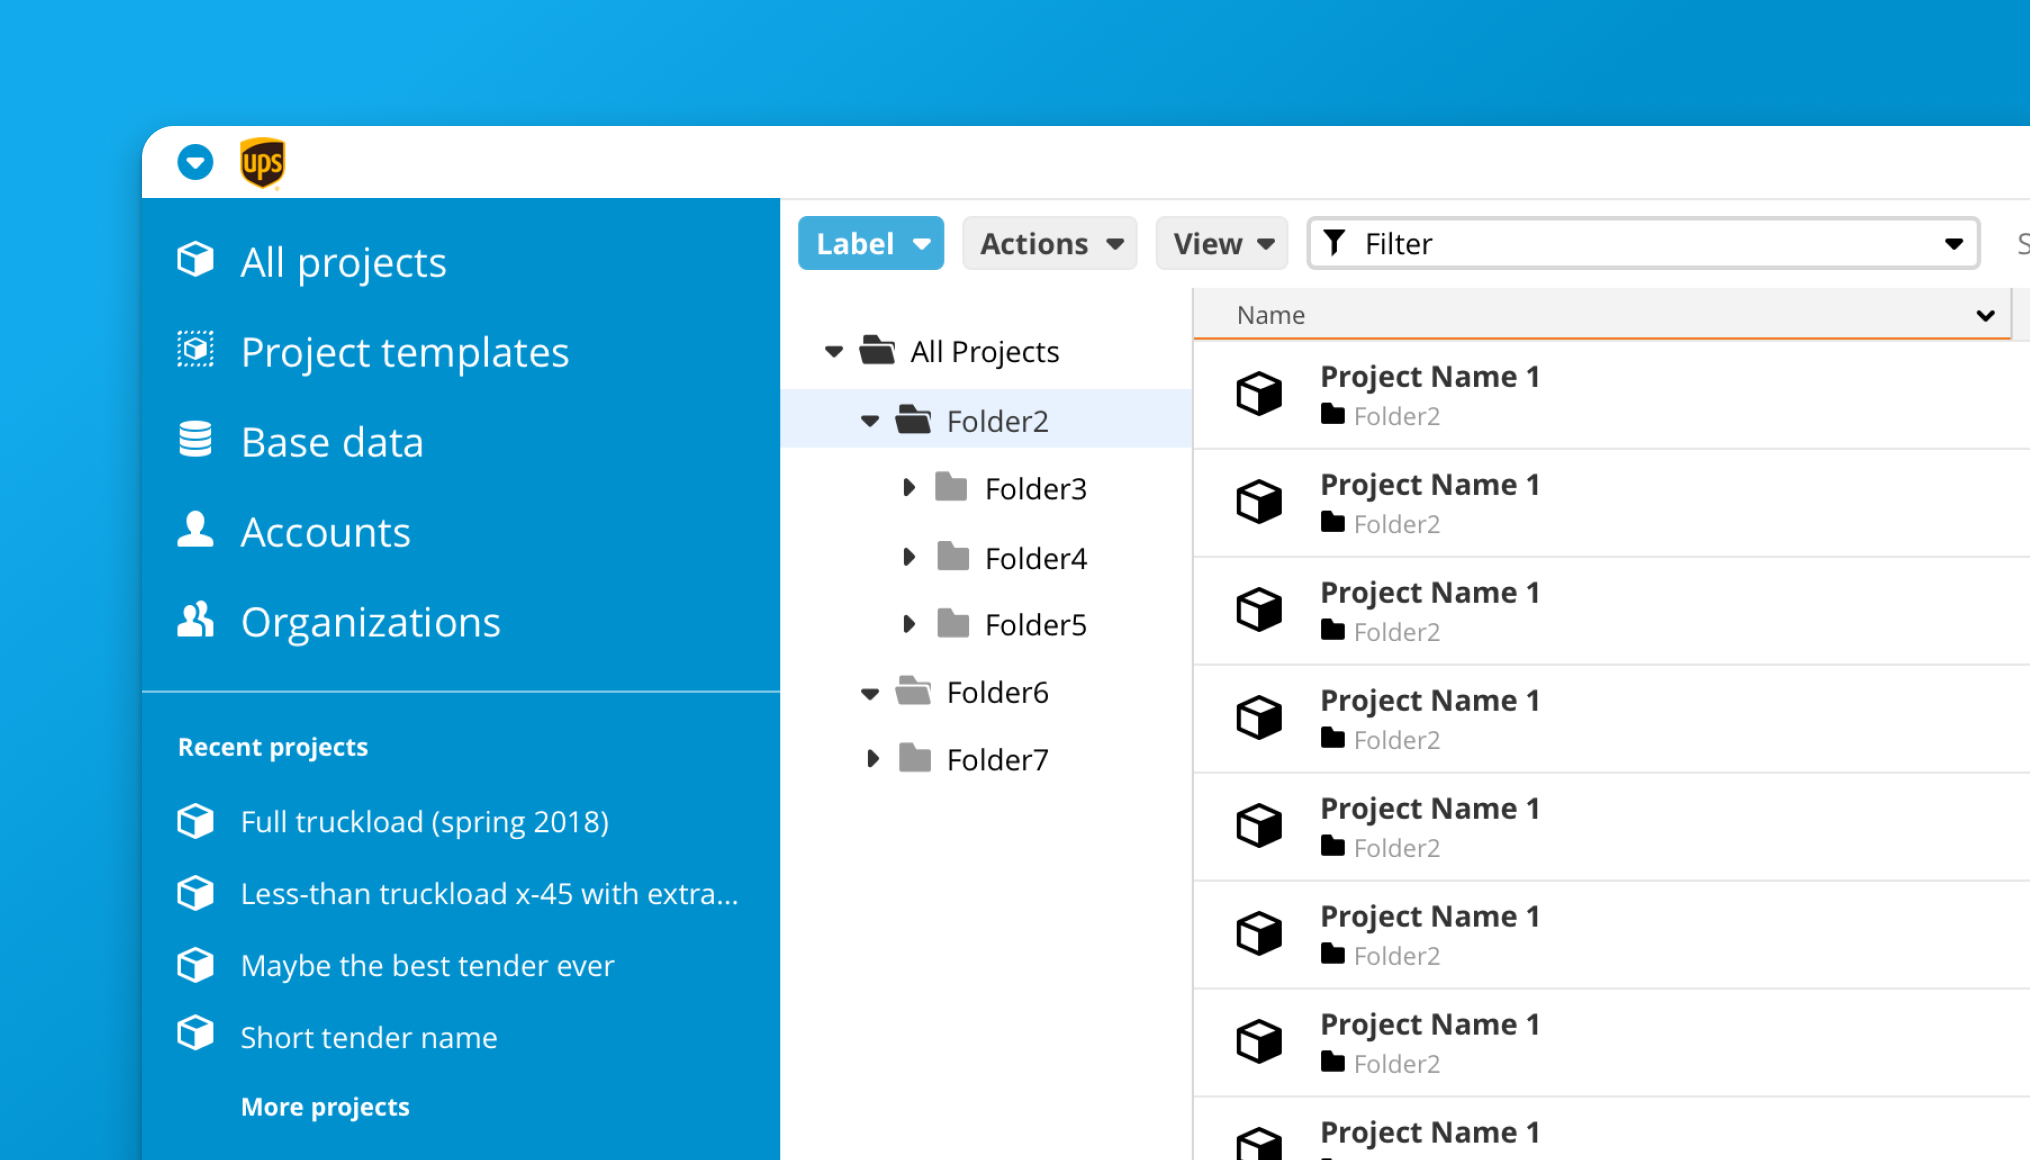 ups
All projects
Project templates
Base data
Accounts
Organizations
Recent projects
Full truckload (spring 2018)
Less-than truckload x-45 with extra...
Maybe the best tender ever
Short tender name
More projects
Label
Actions
View
Filter
S
All Projects
Folder2
Folder3
Folder4
Folder5
Folder6
Folder7
Name
Project Name 1
Folder2
Project Name 1
Folder2
Project Name 1
Folder2
Project Name 1
Folder2
Project Name 1
Folder2
Project Name 1
Folder2
Project Name 1
Folder2
Project Name 1